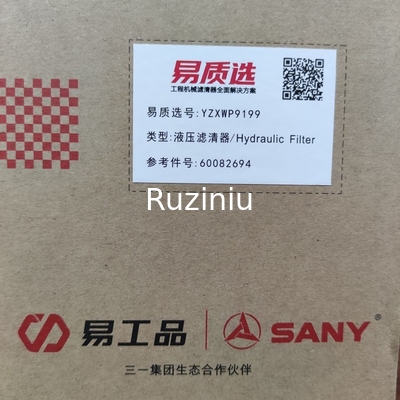 易质选
工程机械滤清器全面解决方案
易质选号:YZXWP9199
类型:液压滤清器/Hydraulic Filter
参考件号:60082694
Ruziniu
易工品 SANY®
三一集团生态合作伙伴